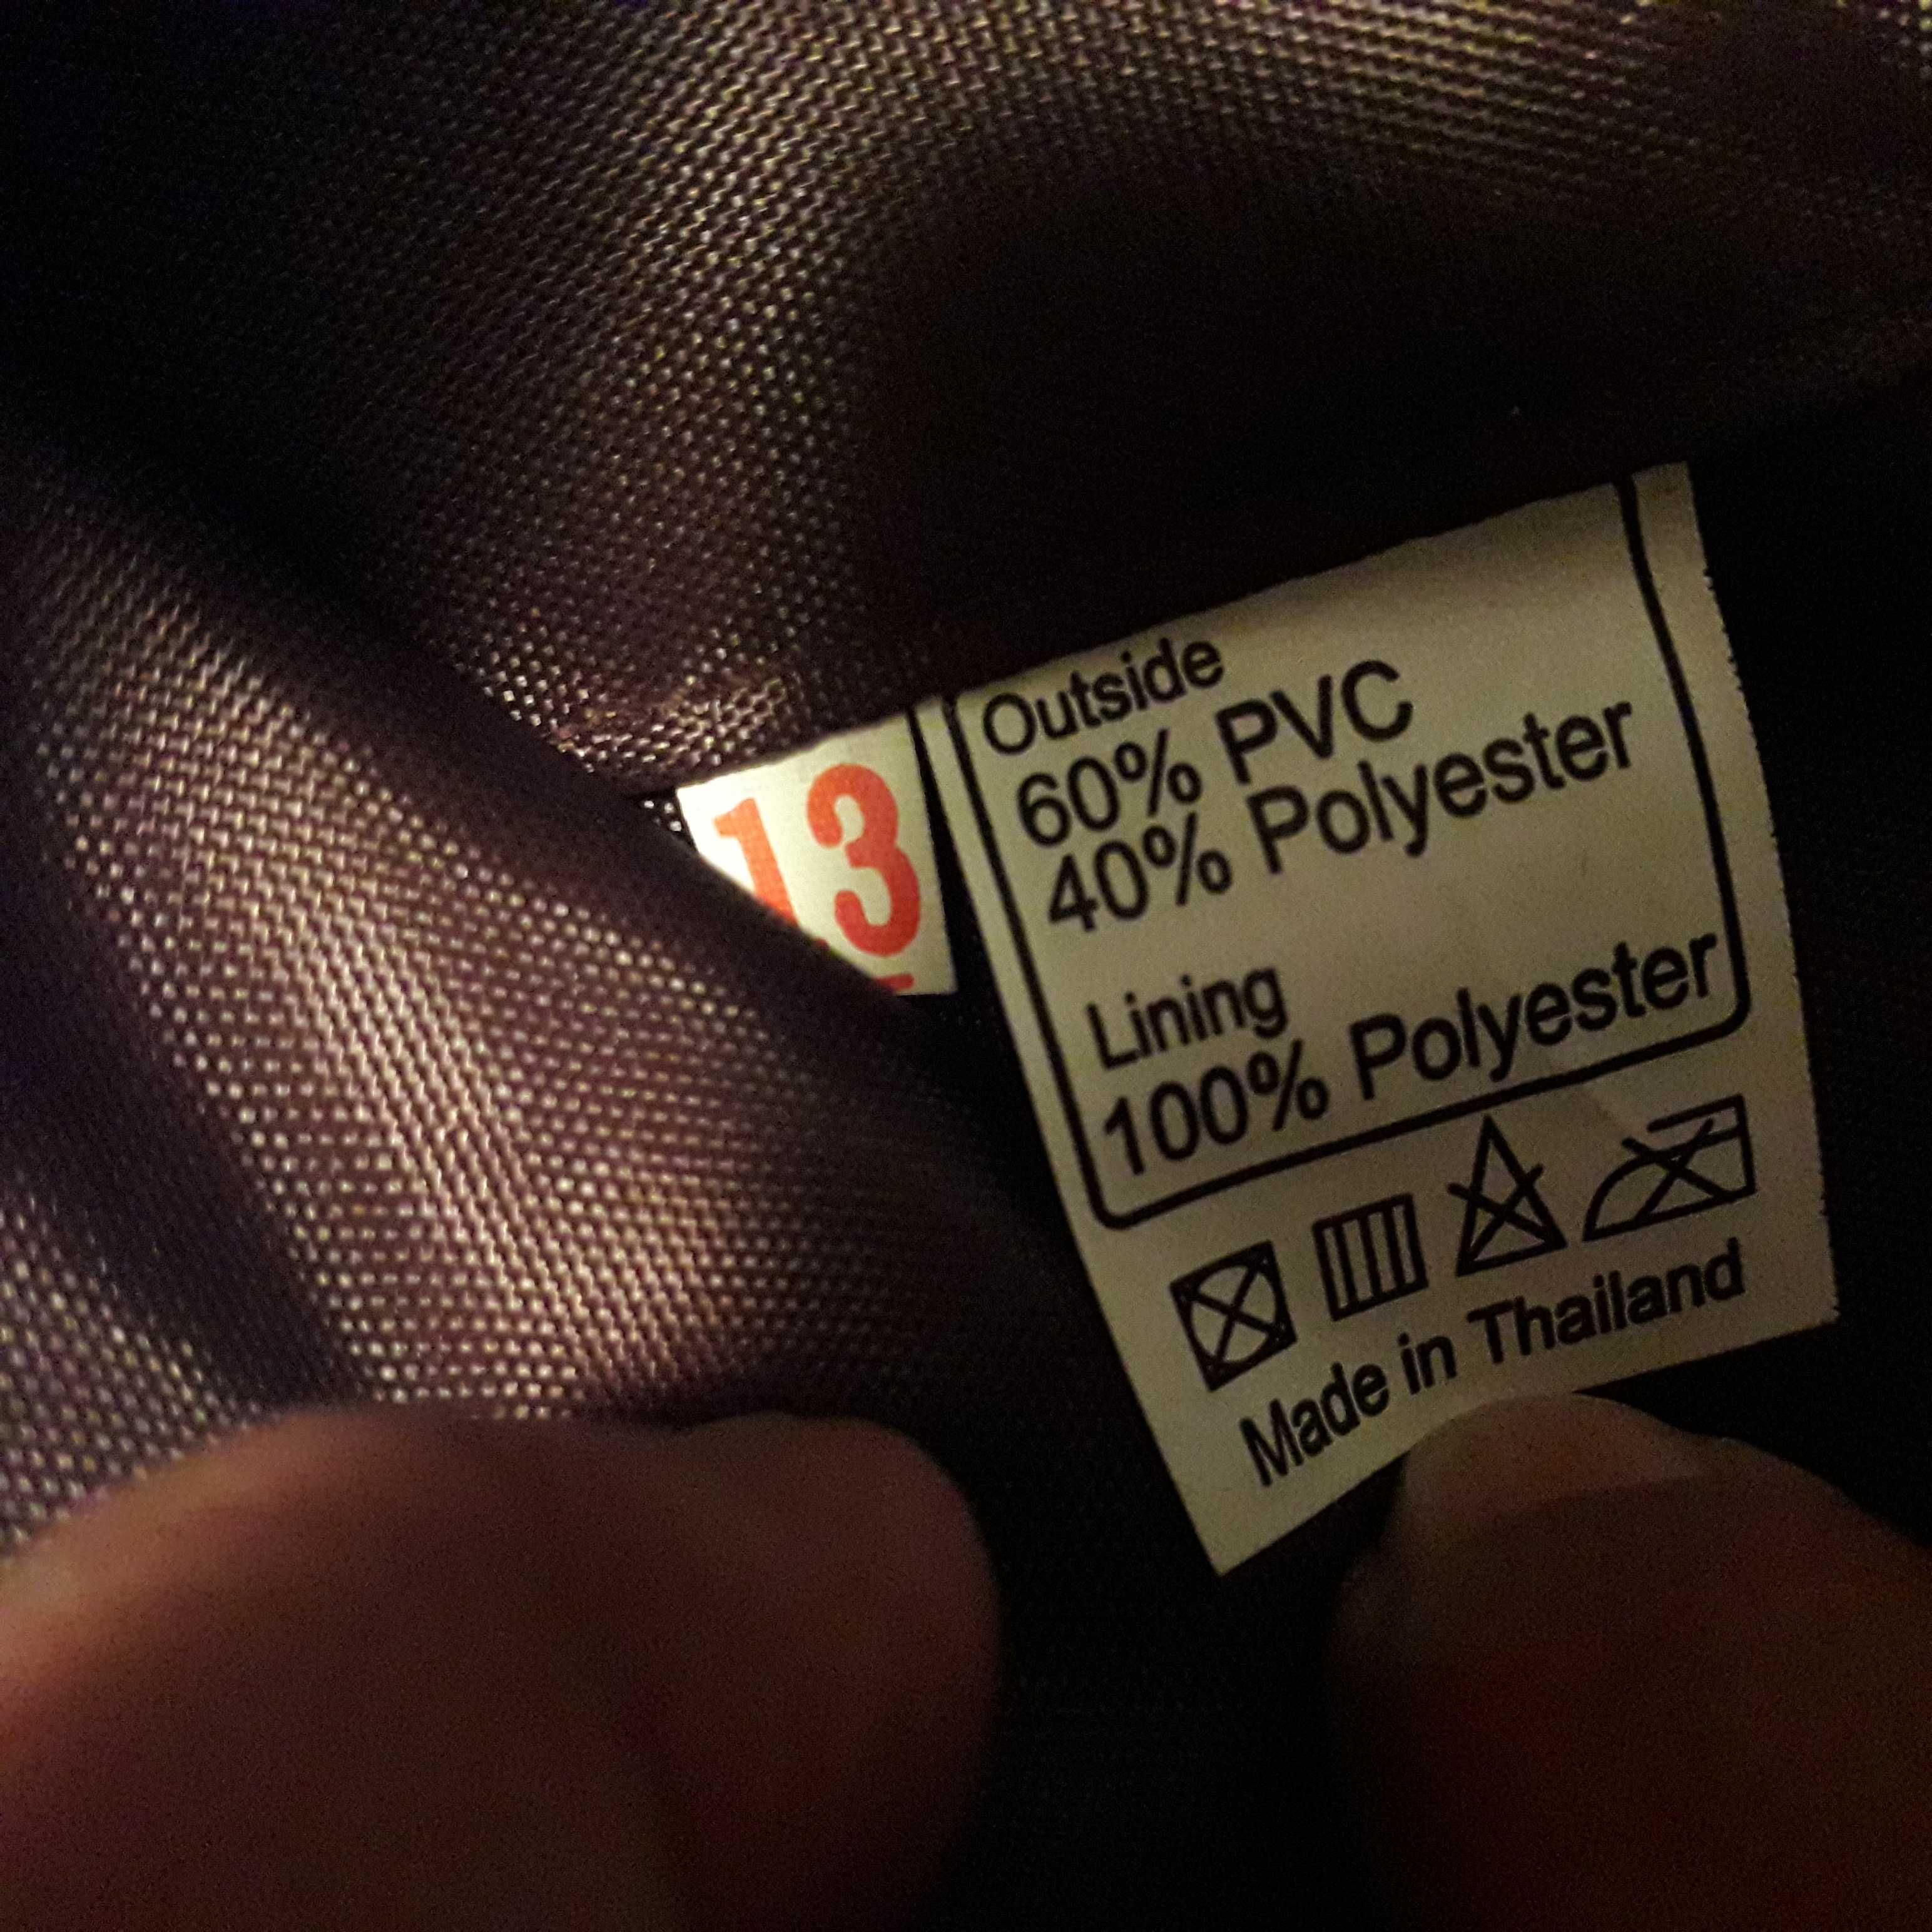 13
Outside
60% PVC
40% Polyester
Lining
100% Polyester
Made in Thailand